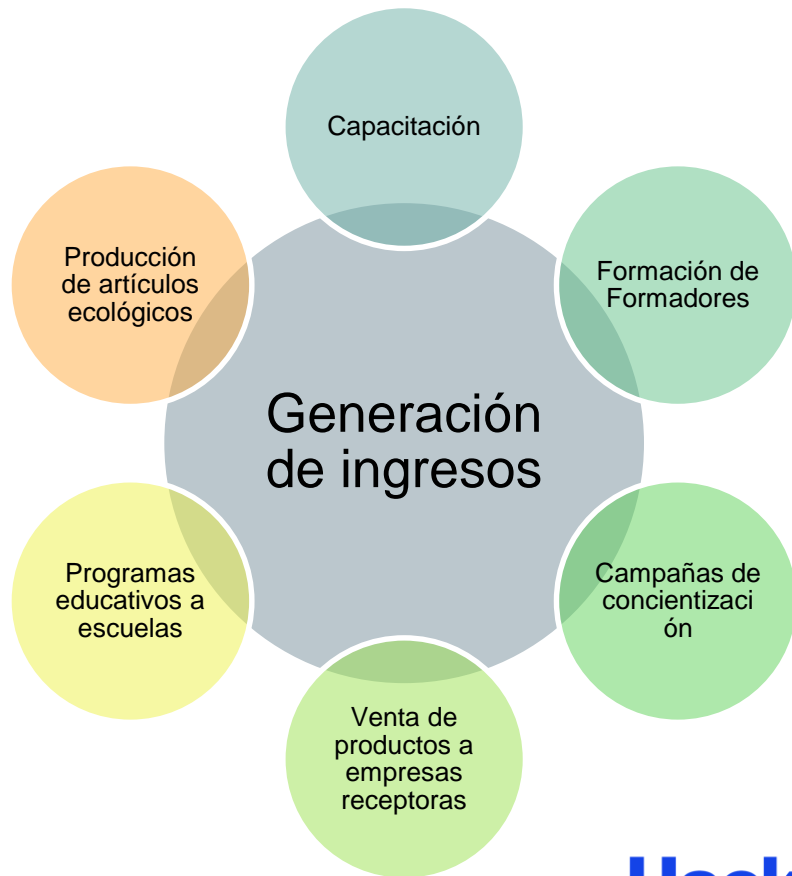 Capacitación
Formación de
Formadores
Campañas de
concientizaci
ón
Venta de
productos a
empresas
receptoras
Programas
educativos a
escuelas
Producción
de artículos
ecológicos
Generación
de ingresos